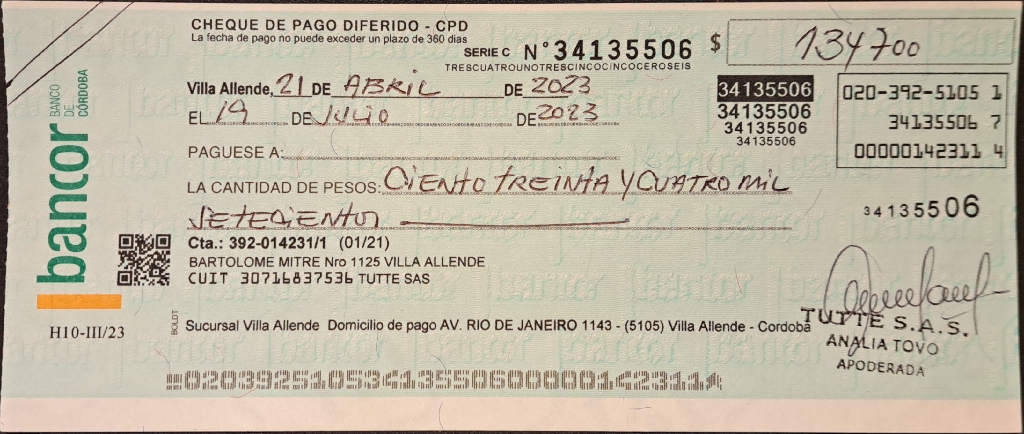 CHEQUE DE PAGO DIFERIDO - CPD
La fecha de pago no puede exceder un plazo de 360 días
SERIE C N°34135506 $ 134700
TRESCUATROUNOTRESCINCOCINCOCEROSEIS
Villa Allende, 21 DE ABRIL DE 2023
EL 19 DE JULIO DE 2023
34135506
34135506
34135506
34135506
020-392-5105 1
34135506 7
00000142311 4
PAGUESE A:
LA CANTIDAD DE PESOS: CIENTO TREINTA Y CUATRO MIL
SETECIENTOS
34135506
bancor
BANCO
DE
CÓRDOBA
Cta.: 392-014231/1 (01/21)
BARTOLOME MITRE Nro 1125 VILLA ALLENDE
CUIT 30716837536 TUTTE SAS
H10-III/23
BOLDT
Sucursal Villa Allende Domicilio de pago AV. RIO DE JANEIRO 1143 - (5105) Villa Allende - Cordoba
TUTTE S.A.S.
ANALIA TOVO
APODERADA
02039251053413550600000142311